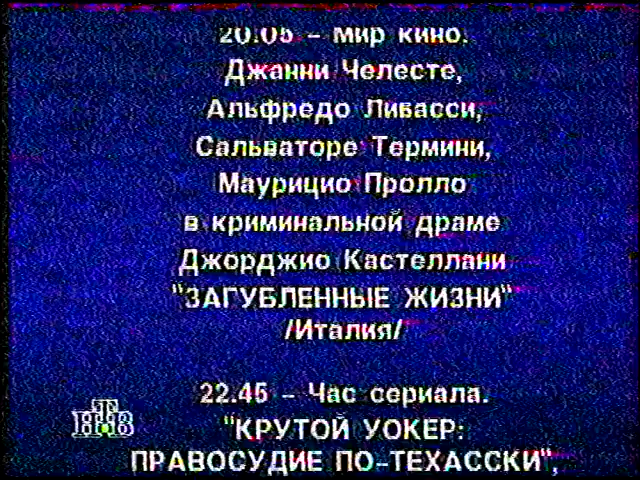 20.05 - Мир кино.
Джанни Челесте,
Альфредо Ливасси,
Сальваторе Термини,
Маурицио Пролло
в криминальной драме
Джорджио Кастеллани
"ЗАГУБЛЕННЫЕ ЖИЗНИ"
/Италия/
22.45 - Час сериала.
НТВ
"КРУТОЙ УОКЕР:
ПРАВОСУДИЕ ПО-ТЕХАССКИ",